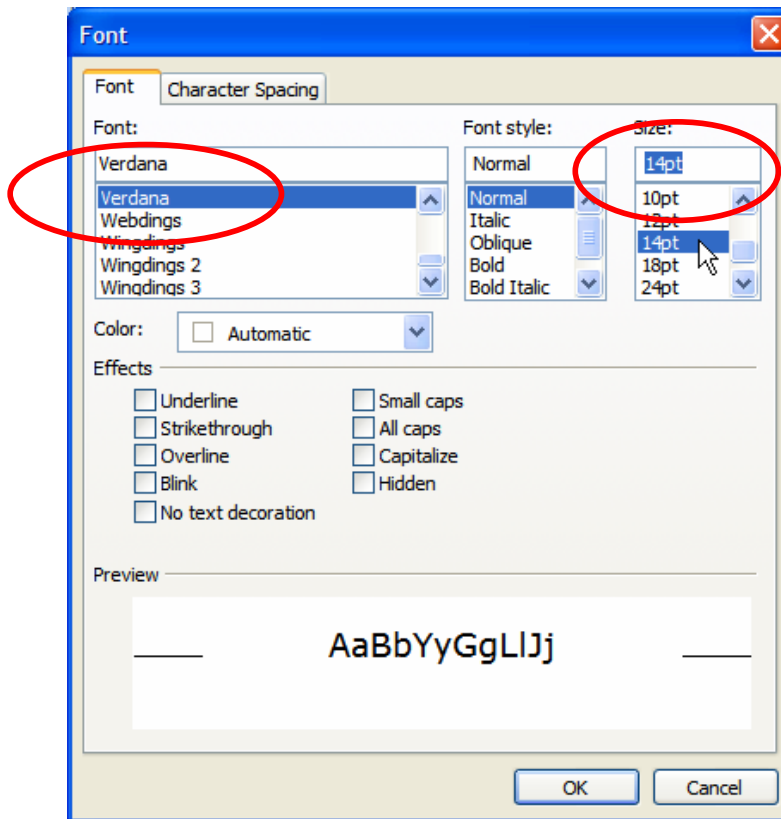 Font
Font Character Spacing
Font: Font style: Size:
Verdana Normal 14pt
Verdana Normal 10pt
Webdings Italic 12pt
Wingdings Oblique 14pt
Wingdings 2 Bold 18pt
Wingdings 3 Bold Italic 24pt
Color: Automatic
Effects
Underline Small caps
Strikethrough All caps
Overline Capitalize
Blink Hidden
No text decoration
Preview
AaBbYyGgLlJj
OK Cancel